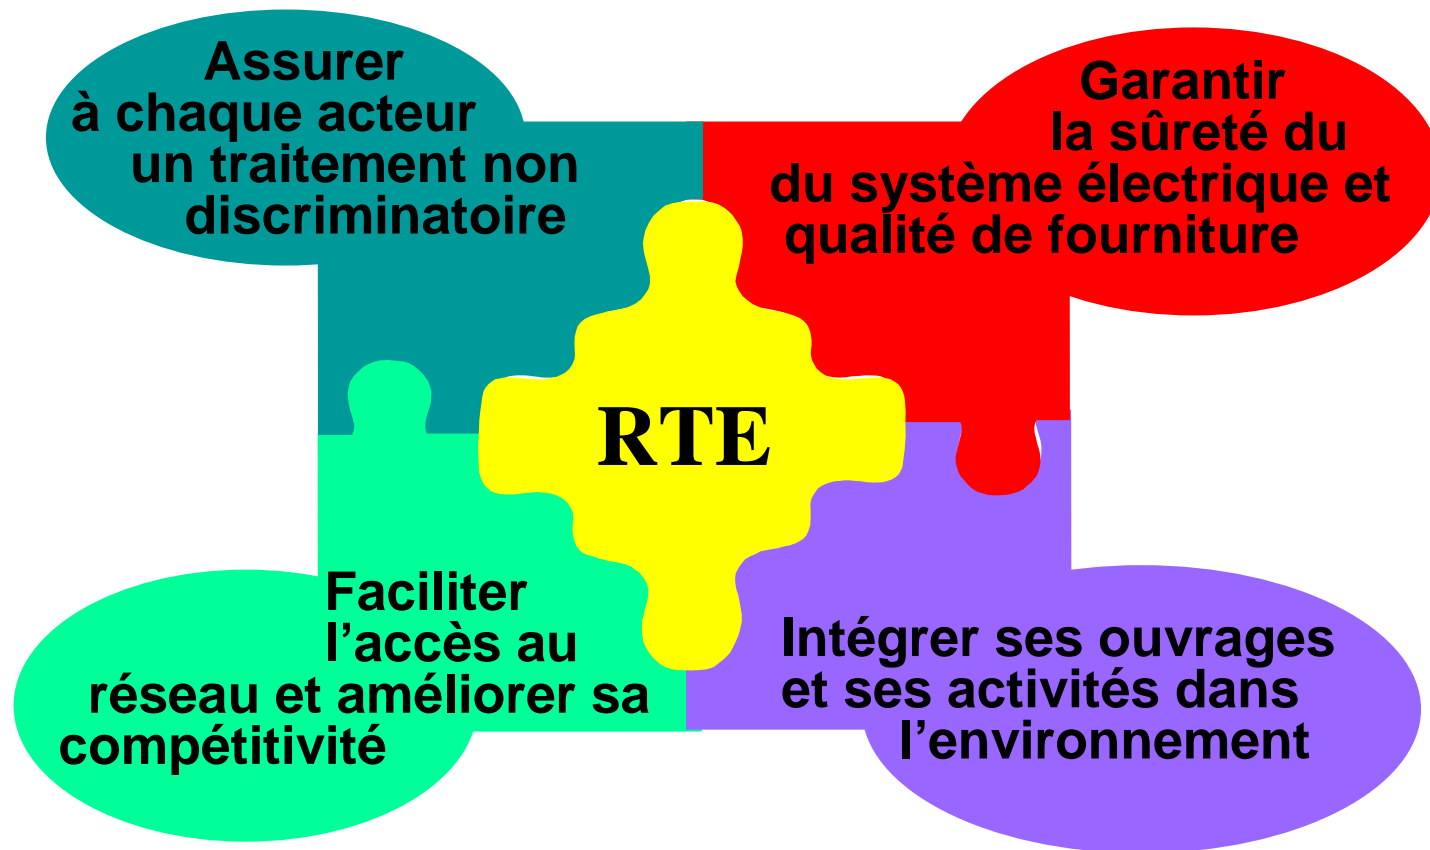 Assurer
à chaque acteur
un traitement non
discriminatoire
Garantir
la sûreté du
du système électrique et
qualité de fourniture
RTE
Faciliter
l’accès au
réseau et améliorer sa
compétitivité
Intégrer ses ouvrages
et ses activités dans
l’environnement